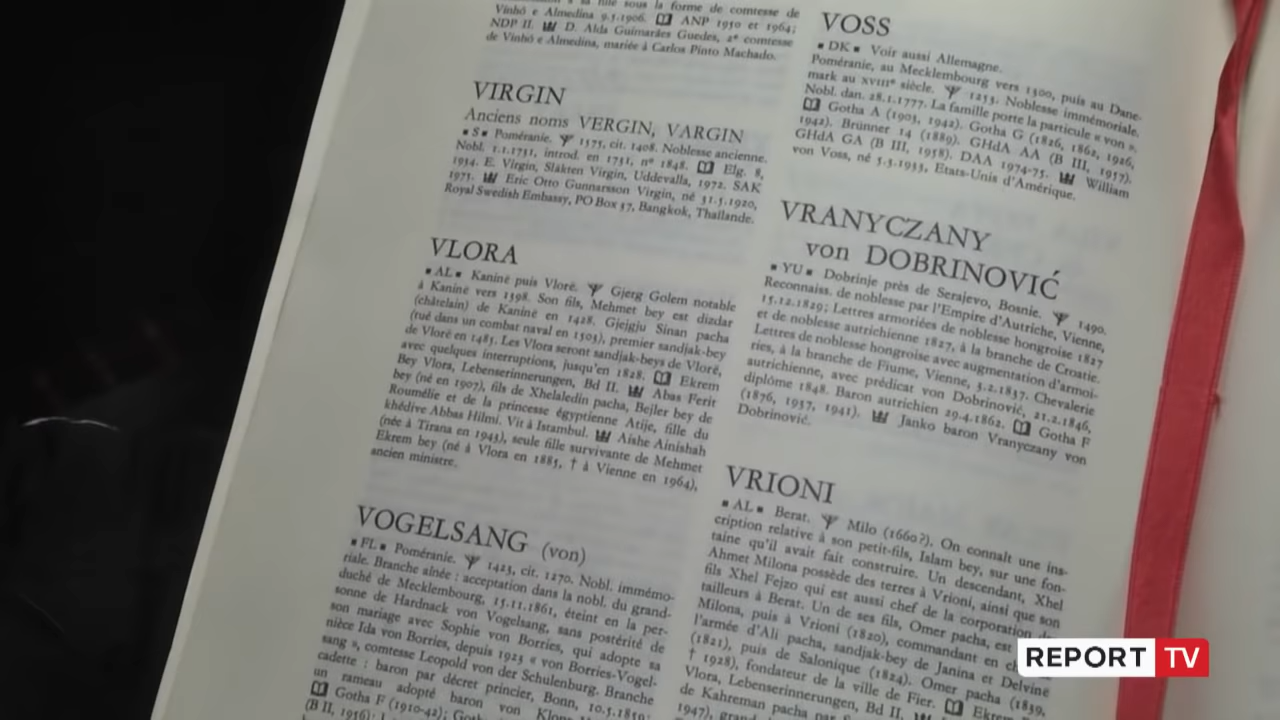 Vinhó e Almedina 9.5.1906. ANP 1950 et 1964;
NDP II. D. Alda Guimarães Guedes, 2e comtesse
de Vinhó e Almedina, mariée à Carlos Pinto Machado.
VIRGIN
Anciens noms VERGIN, VARGIN
▪S▪ Poméranie. 1575, cit. 1408. Noblesse ancienne.
Nobl. 1.1.1751, introd. en 1751, nº 1848. Elg. 8,
1954. E. Virgin, Släkten Virgin, Uddevalla, 1972. SAK
1971. Eric Otto Gunnarsson Virgin, né 31.5.1920,
Royal Swedish Embassy, PO Box 37, Bangkok, Thaïlande.
VLORA
▪AL▪ Kaninë puis Vlorë. Gjerg Golem notable
à Kaninë vers 1398. Son fils, Mehmet bey est dizdar
(châtelain) de Kaninë en 1428. Gjejgju Sinan pacha
(tué dans un combat naval en 1503), premier sandjak-bey
de Vlorë en 1485. Les Vlora seront sandjak-beys de Vlorë,
avec quelques interruptions, jusqu'en 1828. Ekrem
Bey Vlora, Lebenserinnerungen, Bd II. Abas Ferit
bey (né en 1907), fils de Xhelaledin pacha, Bejler bey de
Roumélie et de la princesse égyptienne Atije, fille du
khédive Abbas Hilmi. Vit à Istambul. Aishe Ainishah
(née à Tirana en 1943), seule fille survivante de Mehmet
Ekrem bey (né à Vlora en 1885, † à Vienne en 1964),
ancien ministre.
VOGELSANG (von)
▪FL▪ Poméranie. 1425, cit. 1270. Nobl. immémo-
riale. Branche aînée : acceptation dans la nobl. du grand-
duché de Mecklembourg, 15.11.1861, éteint en la per-
sonne de Hardnack von Vogelsang, sans postérité de
son mariage avec Sophie von Borries, qui adopte sa
nièce Ida von Borries, depuis 1923 « von Borries-Vogel-
sang », comtesse Leopold von der Schulenburg. Branche
cadette : baron par décret princier, Bonn, 10.5.1859;
un rameau adopté baron von
Gotha F (1910-42);
(B II, 1956);
VOSS
▪DK▪ Voir aussi Allemagne.
Poméranie, au Mecklembourg vers 1300, puis au Dane-
mark au XVIIIe siècle. 1253. Noblesse immémoriale.
Nobl. dan. 28.1.1777. La famille porte la particule « von ».
Gotha A (1903, 1942). Gotha G (1826, 1862, 1926,
1942). Brünner 14 (1889). GHdA AA (B III, 1957).
GHdA GA (B III, 1958). DAA 1974-75. William
von Voss, né 5.5.1933, Etats-Unis d'Amérique.
VRANYCZANY
von DOBRINOVIĆ
▪YU▪ Dobrinje près de Serajevo, Bosnie. 1490.
Reconnaiss. de noblesse par l'Empire d'Autriche, Vienne,
15.12.1829; Lettres armoriées de noblesse hongroise 1827
et de noblesse autrichienne 1827, à la branche de Croatie.
Lettres de noblesse hongroise avec augmentation d'armoi-
ries, à la branche de Fiume, Vienne, 3.2.1837. Chevalerie
autrichienne, avec prédicat von Dobrinović, 21.2.1846,
diplôme 1848. Baron autrichien 29.4.1862. Gotha F
(1876, 1937, 1941). Janko baron Vranyczany von
Dobrinović.
VRIONI
▪AL▪ Berat. Milo (1660?). On connaît une ins-
cription relative à son petit-fils, Islam bey, sur une fon-
taine qu'il avait fait construire. Un descendant, Xhel
Ahmet Milona possède des terres à Vrioni, ainsi que son
fils Xhel Fejzo qui est aussi chef de la corporation de
tailleurs à Berat. Un de ses fils, Omer pacha, est
Milona, puis à Vrioni (1820), commandant en
l'armée d'Ali pacha, sandjak-bey de Janina et Delvine
(1821), puis de Salonique (1824). Omer pacha (1839,
† 1928), fondateur de la ville de Fier. Ekrem
Vlora, Lebenserinnerungen, Bd II.
de Kahreman pacha
1947),
REPORT TV